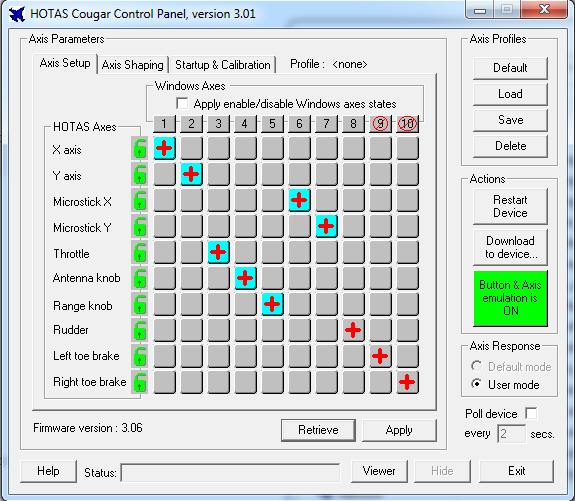 HOTAS Cougar Control Panel, version 3.01
Axis Parameters
Axis Setup
Axis Shaping
Startup & Calibration
Profile : <none>
Windows Axes
Apply enable/disable Windows axes states
HOTAS Axes
1 2 3 4 5 6 7 8 9 10
X axis
Y axis
Microstick X
Microstick Y
Throttle
Antenna knob
Range knob
Rudder
Left toe brake
Right toe brake
Firmware version : 3.06
Retrieve
Apply
Axis Profiles
Default
Load
Save
Delete
Actions
Restart
Device
Download
to device...
Button & Axis
emulation is
ON
Axis Response
Default mode
User mode
Poll device
every 2 secs.
Help
Status:
Viewer
Hide
Exit